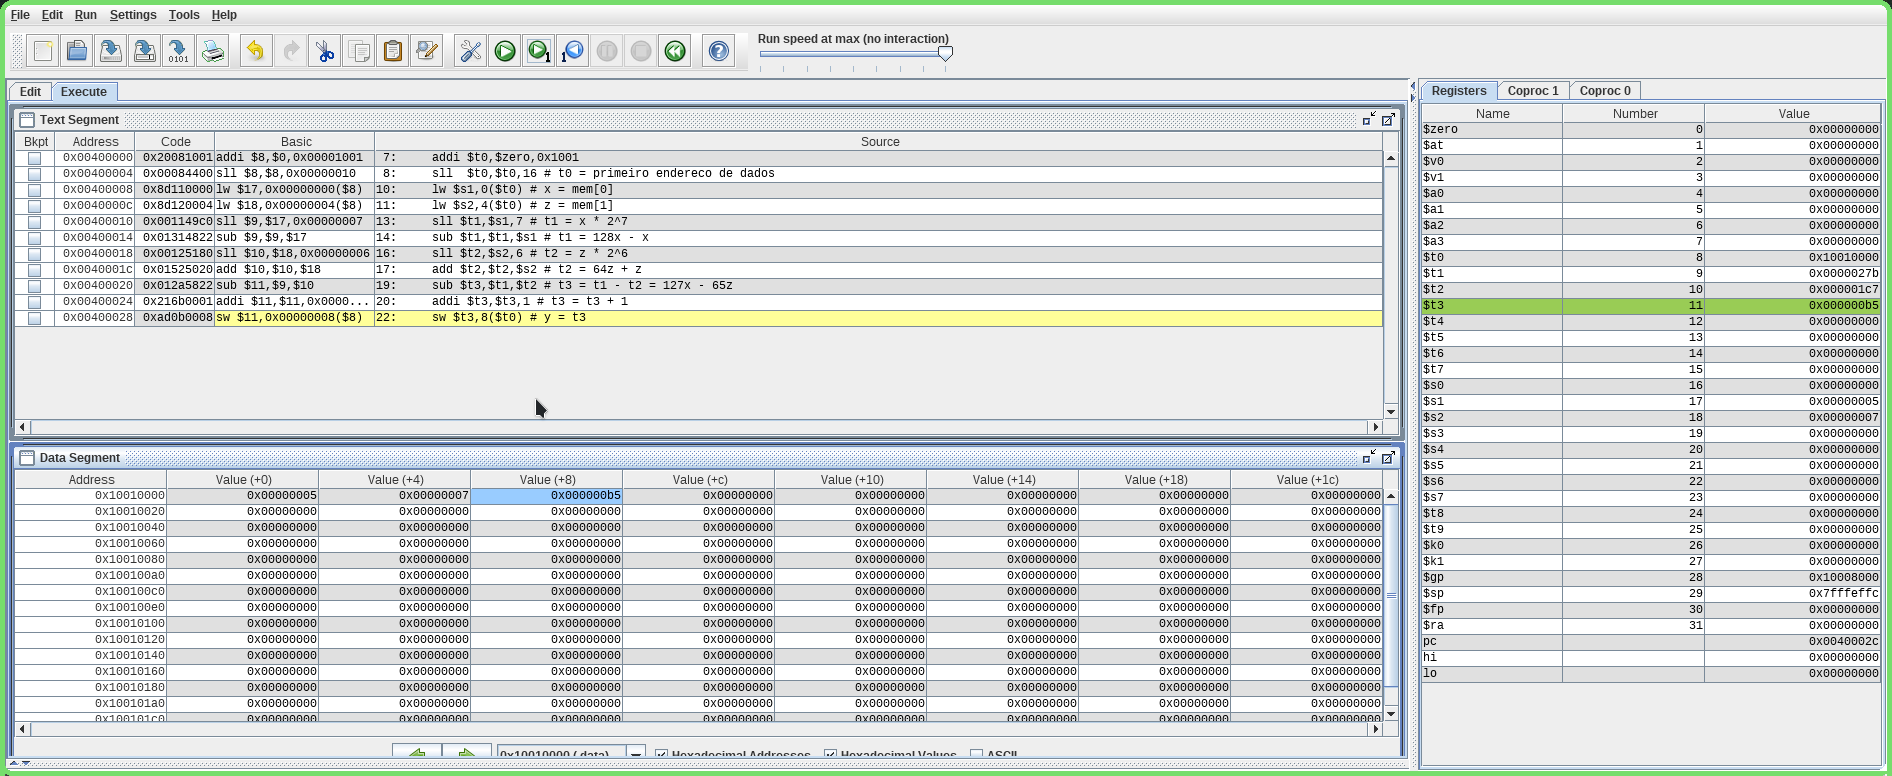 File Edit Run Settings Tools Help
Run speed at max (no interaction)
Edit Execute
Text Segment
Bkpt Address Code Basic Source
0x00400000 0x20081001 addi $8,$0,0x00001001 7: addi $t0,$zero,0x1001
0x00400004 0x00084400 sll $8,$8,0x00000010 8: sll $t0,$t0,16 # t0 = primeiro endereco de dados
0x00400008 0x8d110000 lw $17,0x00000000($8) 10: lw $s1,0($t0) # x = mem[0]
0x0040000c 0x8d120004 lw $18,0x00000004($8) 11: lw $s2,4($t0) # z = mem[1]
0x00400010 0x001149c0 sll $9,$17,0x00000007 13: sll $t1,$s1,7 # t1 = x * 2^7
0x00400014 0x01314822 sub $9,$9,$17 14: sub $t1,$t1,$s1 # t1 = 128x - x
0x00400018 0x00125180 sll $10,$18,0x00000006 16: sll $t2,$s2,6 # t2 = z * 2^6
0x0040001c 0x01525020 add $10,$10,$18 17: add $t2,$t2,$s2 # t2 = 64z + z
0x00400020 0x012a5822 sub $11,$9,$10 19: sub $t3,$t1,$t2 # t3 = t1 - t2 = 127x - 65z
0x00400024 0x216b0001 addi $11,$11,0x0000... 20: addi $t3,$t3,1 # t3 = t3 + 1
0x00400028 0xad0b0008 sw $11,0x00000008($8) 22: sw $t3,8($t0) # y = t3
Data Segment
Address Value (+0) Value (+4) Value (+8) Value (+c) Value (+10) Value (+14) Value (+18) Value (+1c)
0x10010000 0x00000005 0x00000007 0x000000b5 0x00000000 0x00000000 0x00000000 0x00000000 0x00000000
0x10010020 0x00000000 0x00000000 0x00000000 0x00000000 0x00000000 0x00000000 0x00000000 0x00000000
0x10010040 0x00000000 0x00000000 0x00000000 0x00000000 0x00000000 0x00000000 0x00000000 0x00000000
0x10010060 0x00000000 0x00000000 0x00000000 0x00000000 0x00000000 0x00000000 0x00000000 0x00000000
0x10010080 0x00000000 0x00000000 0x00000000 0x00000000 0x00000000 0x00000000 0x00000000 0x00000000
0x100100a0 0x00000000 0x00000000 0x00000000 0x00000000 0x00000000 0x00000000 0x00000000 0x00000000
0x100100c0 0x00000000 0x00000000 0x00000000 0x00000000 0x00000000 0x00000000 0x00000000 0x00000000
0x100100e0 0x00000000 0x00000000 0x00000000 0x00000000 0x00000000 0x00000000 0x00000000 0x00000000
0x10010100 0x00000000 0x00000000 0x00000000 0x00000000 0x00000000 0x00000000 0x00000000 0x00000000
0x10010120 0x00000000 0x00000000 0x00000000 0x00000000 0x00000000 0x00000000 0x00000000 0x00000000
0x10010140 0x00000000 0x00000000 0x00000000 0x00000000 0x00000000 0x00000000 0x00000000 0x00000000
0x10010160 0x00000000 0x00000000 0x00000000 0x00000000 0x00000000 0x00000000 0x00000000 0x00000000
0x10010180 0x00000000 0x00000000 0x00000000 0x00000000 0x00000000 0x00000000 0x00000000 0x00000000
0x100101a0 0x00000000 0x00000000 0x00000000 0x00000000 0x00000000 0x00000000 0x00000000 0x00000000
0x100101c0 0x00000000 0x00000000 0x00000000 0x00000000 0x00000000 0x00000000 0x00000000 0x00000000
0x10010000 (.data) Hexadecimal Addresses Hexadecimal Values ASCII
Registers Coproc 1 Coproc 0
Name Number Value
$zero 0 0x00000000
$at 1 0x00000000
$v0 2 0x00000000
$v1 3 0x00000000
$a0 4 0x00000000
$a1 5 0x00000000
$a2 6 0x00000000
$a3 7 0x00000000
$t0 8 0x10010000
$t1 9 0x0000027b
$t2 10 0x000001c7
$t3 11 0x000000b5
$t4 12 0x00000000
$t5 13 0x00000000
$t6 14 0x00000000
$t7 15 0x00000000
$s0 16 0x00000000
$s1 17 0x00000005
$s2 18 0x00000007
$s3 19 0x00000000
$s4 20 0x00000000
$s5 21 0x00000000
$s6 22 0x00000000
$s7 23 0x00000000
$t8 24 0x00000000
$t9 25 0x00000000
$k0 26 0x00000000
$k1 27 0x00000000
$gp 28 0x10008000
$sp 29 0x7fffeffc
$fp 30 0x00000000
$ra 31 0x00000000
pc 0x0040002c
hi 0x00000000
lo 0x00000000